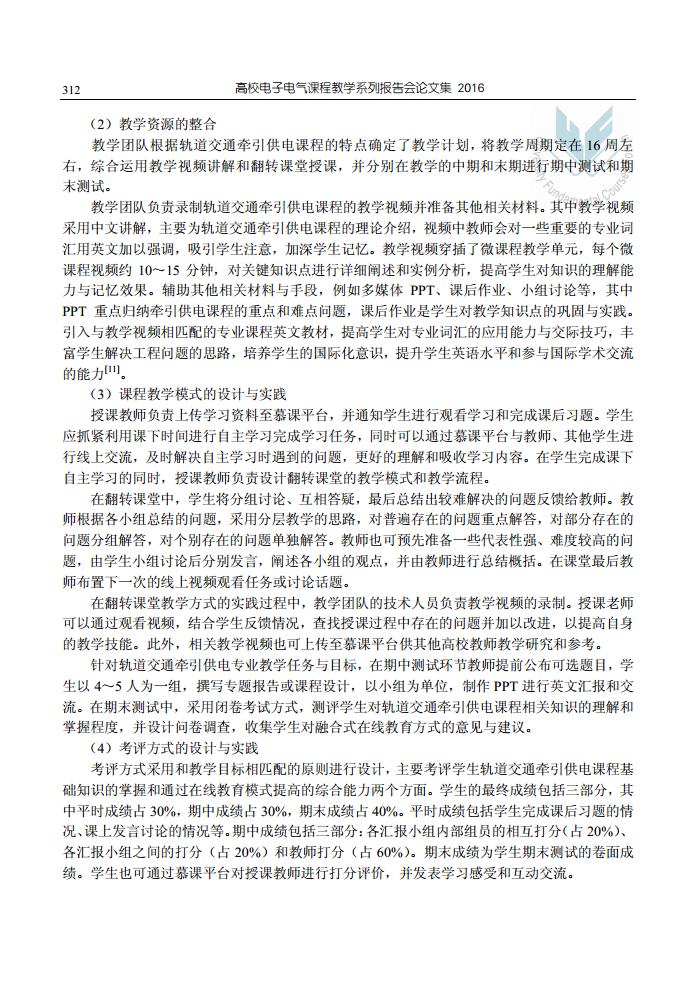 312 高校电子电气课程教学系列报告会论文集 2016
（2）教学资源的整合
教学团队根据轨道交通牵引供电课程的特点确定了教学计划，将教学周期定在 16 周左
右，综合运用教学视频讲解和翻转课堂授课，并分别在教学的中期和末期进行期中测试和期
末测试。
教学团队负责录制轨道交通牵引供电课程的教学视频并准备其他相关材料。其中教学视频
采用中文讲解，主要为轨道交通牵引供电课程的理论介绍，视频中教师会对一些重要的专业词
汇用英文加以强调，吸引学生注意，加深学生记忆。教学视频穿插了微课程教学单元，每个微
课程视频约 10～15 分钟，对关键知识点进行详细阐述和实例分析，提高学生对知识的理解能
力与记忆效果。辅助其他相关材料与手段，例如多媒体 PPT、课后作业、小组讨论等，其中
PPT 重点归纳牵引供电课程的重点和难点问题，课后作业是学生对教学知识点的巩固与实践。
引入与教学视频相匹配的专业课程英文教材，提高学生对专业词汇的应用能力与交际技巧，丰
富学生解决工程问题的思路，培养学生的国际化意识，提升学生英语水平和参与国际学术交流
的能力[11]。
（3）课程教学模式的设计与实践
授课教师负责上传学习资料至慕课平台，并通知学生进行观看学习和完成课后习题。学生
应抓紧利用课下时间进行自主学习完成学习任务，同时可以通过慕课平台与教师、其他学生进
行线上交流，及时解决自主学习时遇到的问题，更好的理解和吸收学习内容。在学生完成课下
自主学习的同时，授课教师负责设计翻转课堂的教学模式和教学流程。
在翻转课堂中，学生将分组讨论、互相答疑，最后总结出较难解决的问题反馈给教师。教
师根据各小组总结的问题，采用分层教学的思路，对普遍存在的问题重点解答，对部分存在的
问题分组解答，对个别存在的问题单独解答。教师也可预先准备一些代表性强、难度较高的问
题，由学生小组讨论后分别发言，阐述各小组的观点，并由教师进行总结概括。在课堂最后教
师布置下一次的线上视频观看任务或讨论话题。
在翻转课堂教学方式的实践过程中，教学团队的技术人员负责教学视频的录制。授课老师
可以通过观看视频，结合学生反馈情况，查找授课过程中存在的问题并加以改进，以提高自身
的教学技能。此外，相关教学视频也可上传至慕课平台供其他高校教师教学研究和参考。
针对轨道交通牵引供电专业教学任务与目标，在期中测试环节教师提前公布可选题目，学
生以 4～5 人为一组，撰写专题报告或课程设计，以小组为单位，制作 PPT 进行英文汇报和交
流。在期末测试中，采用闭卷考试方式，测评学生对轨道交通牵引供电课程相关知识的理解和
掌握程度，并设计问卷调查，收集学生对融合式在线教育方式的意见与建议。
（4）考评方式的设计与实践
考评方式采用和教学目标相匹配的原则进行设计，主要考评学生轨道交通牵引供电课程基
础知识的掌握和通过在线教育模式提高的综合能力两个方面。学生的最终成绩包括三部分，其
中平时成绩占 30%，期中成绩占 30%，期末成绩占 40%。平时成绩包括学生完成课后习题的情
况、课上发言讨论的情况等。期中成绩包括三部分：各汇报小组内部组员的相互打分（占 20%）、
各汇报小组之间的打分（占 20%）和教师打分（占 60%）。期末成绩为学生期末测试的卷面成
绩。学生也可通过慕课平台对授课教师进行打分评价，并发表学习感受和互动交流。